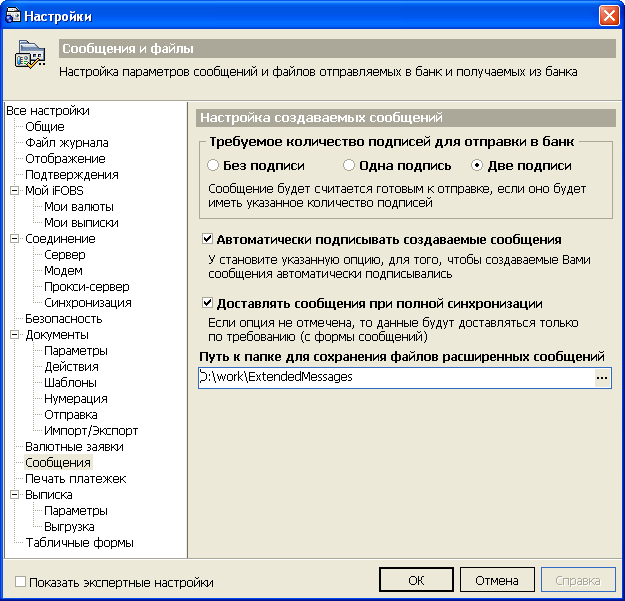 Настройки
Сообщения и файлы
Настройка параметров сообщений и файлов отправляемых в банк и получаемых из банка
Все настройки
Общие
Файл журнала
Отображение
Подтверждения
Мой iFOBS
Мои валюты
Мои выписки
Соединение
Сервер
Модем
Прокси-сервер
Синхронизация
Безопасность
Документы
Параметры
Действия
Шаблоны
Нумерация
Отправка
Импорт/Экспорт
Валютные заявки
Сообщения
Печать платежек
Выписка
Параметры
Выгрузка
Табличные формы
Настройка создаваемых сообщений
Требуемое количество подписей для отправки в банк
Без подписи Одна подпись Две подписи
Сообщение будет считается готовым к отправке, если оно будет
иметь указанное количество подписей
Автоматически подписывать создаваемые сообщения
У становите указанную опцию, для того, чтобы создаваемые Вами
сообщения автоматически подписывались
Доставлять сообщения при полной синхронизации
Если опция не отмечена, то данные будут доставляться только
по требованию (с формы сообщений)
Путь к папке для сохранения файлов расширенных сообщений
D:\work\ExtendedMessages
...
Показать экспертные настройки
OK Отмена Справка